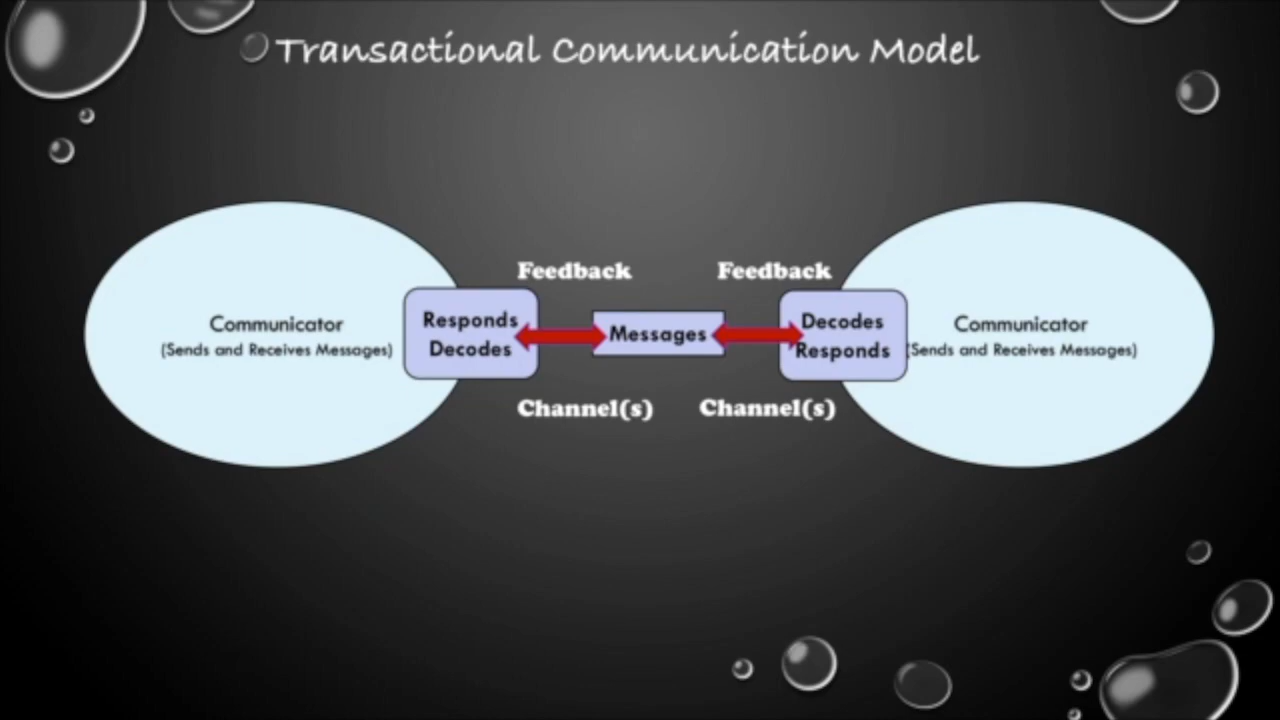 Transactional Communication Model
Feedback
Feedback
Communicator
(Sends and Receives Messages)
Responds
Decodes
Messages
Decodes
Responds
Communicator
(Sends and Receives Messages)
Channel(s)
Channel(s)